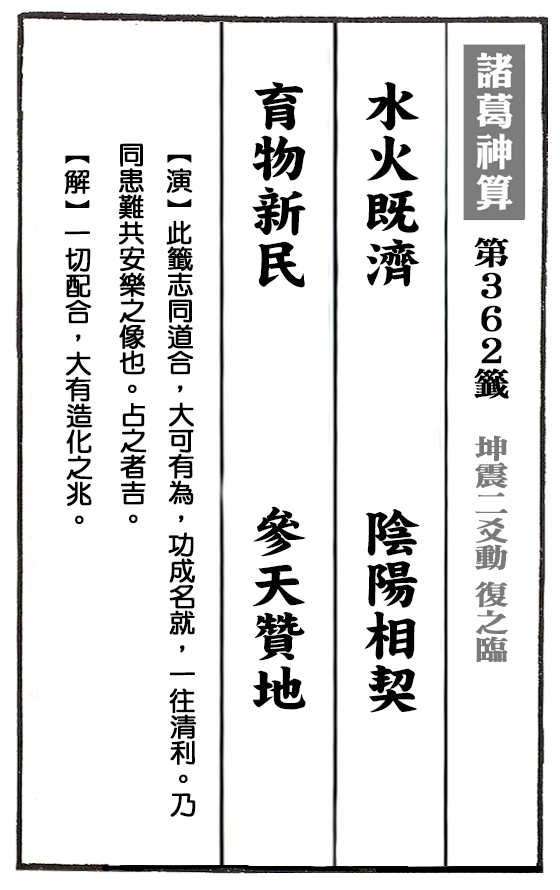 諸葛神算 第362籤 坤震二爻動 復之臨
水火既濟 陰陽相契
育物新民 參天贊地
【演】此籤志同道合，大可有為，功成名就，一往清利。乃
同患難共安樂之像也。占之者吉。
【解】一切配合，大有造化之兆。